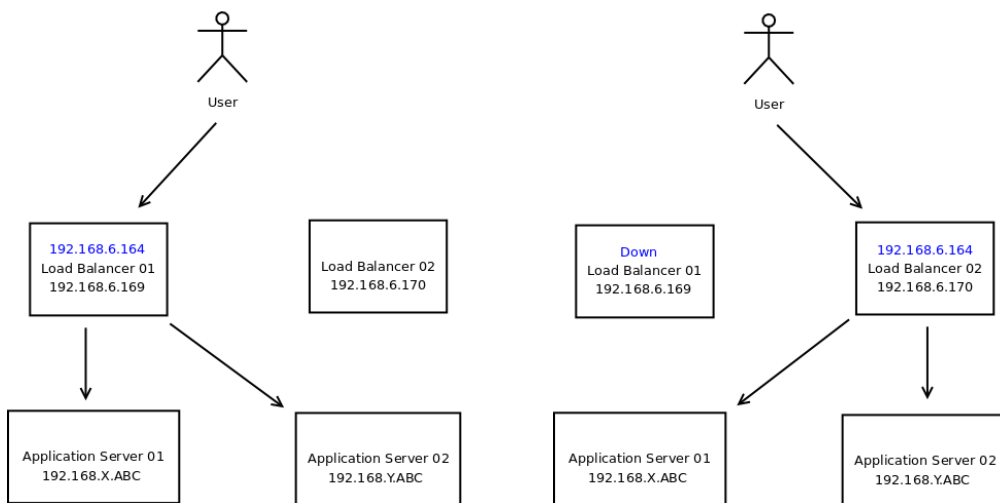 User
192.168.6.164
Load Balancer 01
192.168.6.169
Load Balancer 02
192.168.6.170
Application Server 01
192.168.X.ABC
Application Server 02
192.168.Y.ABC
User
Down
Load Balancer 01
192.168.6.169
192.168.6.164
Load Balancer 02
192.168.6.170
Application Server 01
192.168.X.ABC
Application Server 02
192.168.Y.ABC